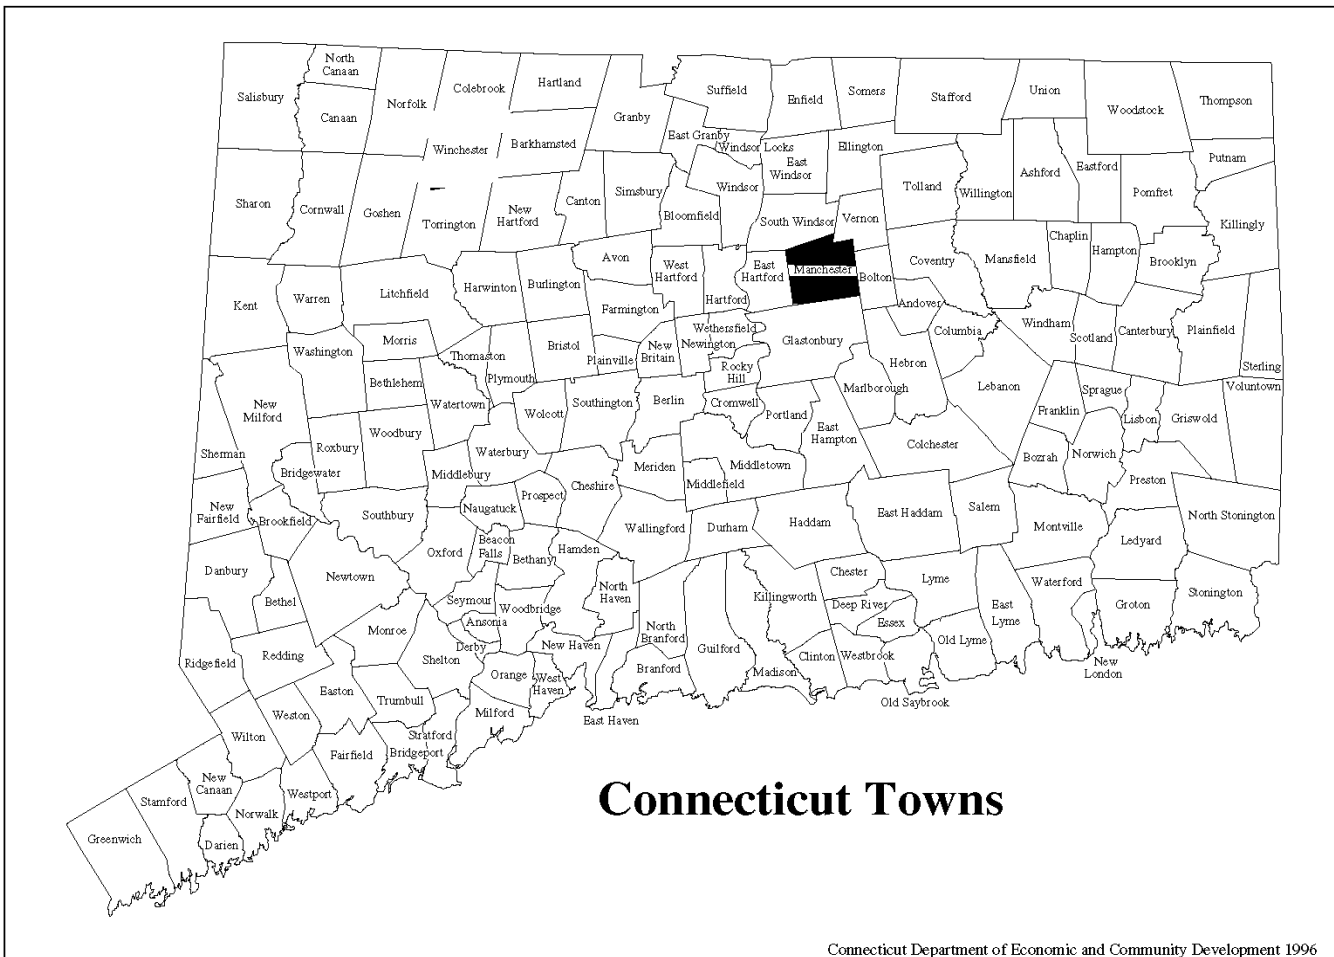 North
Canaan
Salisbury
Canaan
Norfolk
Colebrook
Hartland
Winchester
Barkhamsted
Granby
Suffield
East Granby
Windsor Locks
Enfield
Somers
Stafford
Union
Woodstock
Thompson
East
Windsor
Ellington
Putnam
Sharon
Cornwall
Goshen
Torrington
New
Hartford
Canton
Simsbury
Bloomfield
Windsor
South Windsor
Vernon
Tolland
Willington
Ashford
Eastford
Pomfret
Killingly
Kent
Warren
Litchfield
Harwinton
Burlington
Avon
West
Hartford
Hartford
East
Hartford
Manchester
Bolton
Coventry
Mansfield
Chaplin
Hampton
Brooklyn
Andover
Farmington
Washington
Morris
Thomaston
Plymouth
Bristol
Plainville
New
Britain
Newington
Wethersfield
Rocky
Hill
Glastonbury
Hebron
Columbia
Windham
Scotland
Canterbury
Plainfield
Sterling
Voluntown
Bethlehem
Watertown
Wolcott
Southington
Berlin
Cromwell
Portland
Marlborough
Lebanon
Franklin
Sprague
Lisbon
Griswold
New
Milford
Sherman
Roxbury
Woodbury
Bridgewater
Middlebury
Waterbury
Cheshire
Meriden
Middlefield
Middletown
East
Hampton
Colchester
Bozrah
Norwich
Preston
New
Fairfield
Brookfield
Southbury
Naugatuck
Prospect
Wallingford
Durham
Haddam
East Haddam
Salem
Montville
North Stonington
Ledyard
Danbury
Bethel
Newtown
Oxford
Beacon
Falls
Bethany
Hamden
North
Haven
Killingworth
Chester
Deep River
Essex
Lyme
East
Lyme
Waterford
Groton
Stonington
Ridgefield
Redding
Monroe
Seymour
Ansonia
Derby
Shelton
Woodbridge
New Haven
North
Branford
Branford
Guilford
Madison
Clinton
Westbrook
Old Lyme
New
London
Old Saybrook
Wilton
Weston
Easton
Trumbull
Orange
West
Haven
Milford
East Haven
Stratford
Bridgeport
Fairfield
Greenwich
Stamford
New
Canaan
Norwalk
Westport
Darien
Connecticut Towns
Connecticut Department of Economic and Community Development 1996